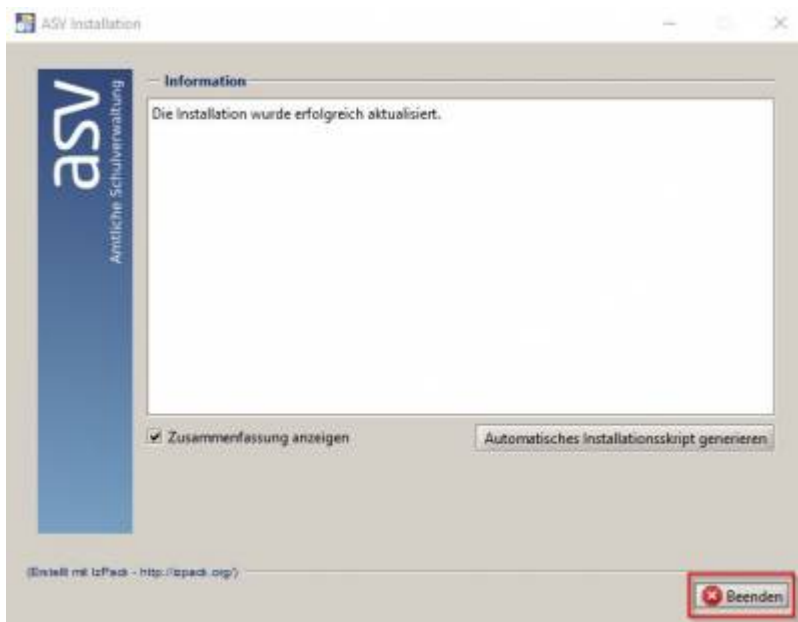 ASV Installation
asv
Amtliche Schulverwaltung
Information
Die Installation wurde erfolgreich aktualisiert.
Zusammenfassung anzeigen
Automatisches Installationsskript generieren
(Erstellt mit IzPack - http://izpack.org/)
Beenden